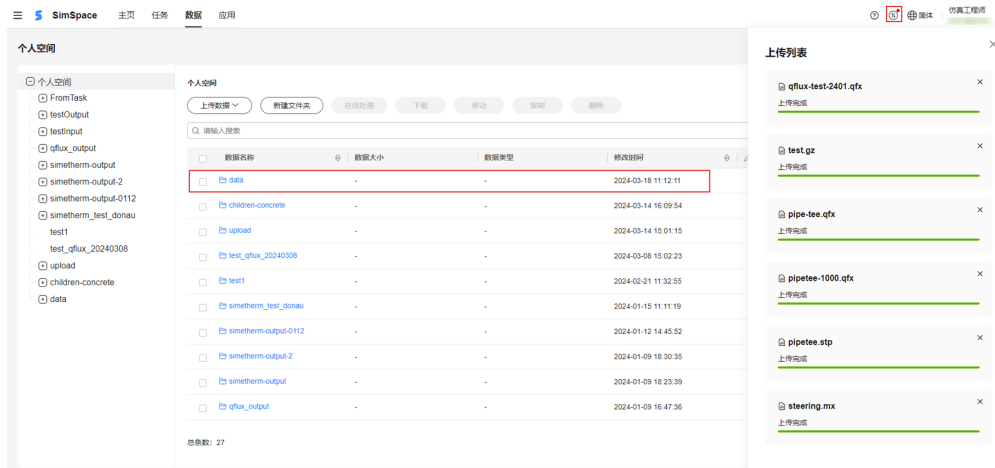 SimSpace 主页 任务 数据 应用 简体 仿真工程师
个人空间
个人空间
FromTask
testOutput
testInput
qflux_output
simetherm-output
simetherm-output-2
simetherm-output-0112
simetherm_test_donau
test1
test_qflux_20240308
upload
children-concrete
data
个人空间
上传数据 新建文件夹 在线处理 下载 移动 复制 删除
请输入搜索
数据名称 数据大小 数据类型 修改时间
data - - 2024-03-18 11:12:11
children-concrete - - 2024-03-14 16:09:54
upload - - 2024-03-14 15:01:15
test_qflux_20240308 - - 2024-03-08 15:02:23
test1 - - 2024-02-21 11:32:55
simetherm_test_donau - - 2024-01-15 11:11:19
simetherm-output-0112 - - 2024-01-12 14:45:52
simetherm-output-2 - - 2024-01-09 18:30:35
simetherm-output - - 2024-01-09 18:23:39
qflux_output - - 2024-01-09 16:47:36
总条数：27
上传列表
qflux-test-2401.qfx
上传完成
test.gz
上传完成
pipe-tee.qfx
上传完成
pipetee-1000.qfx
上传完成
pipetee.stp
上传完成
steering.mx
上传完成